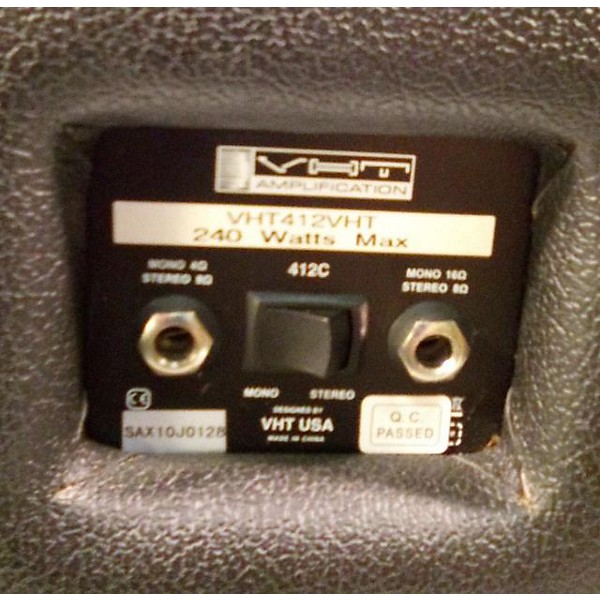 VHT
AMPLIFICATION
VHT412VHT
240 Watts Max
MONO 4Ω
STEREO 8Ω
412C
MONO 16Ω
STEREO 8Ω
MONO STEREO
DESIGNED BY
VHT USA
MADE IN CHINA
CE
SAX10J0128
Q.C.
PASSED